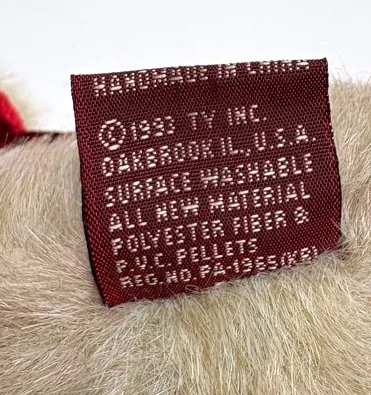 HANDMADE IN CHINA
© 1993 TY INC.
OAKBROOK IL., U.S.A.
SURFACE WASHABLE
ALL NEW MATERIAL
POLYESTER FIBER &
P.V.C. PELLETS
REG.NO. PA-1965(KR)